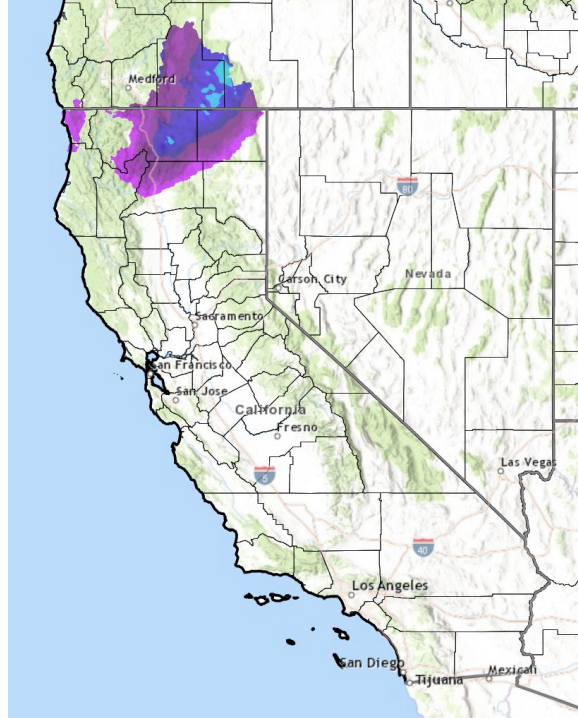 Medford
80
Carson City
Nevada
Sacramento
San Francisco
San Jose
California
Fresno
Las Vegas
5
40
Los Angeles
San Diego
Tijuana
Mexicali